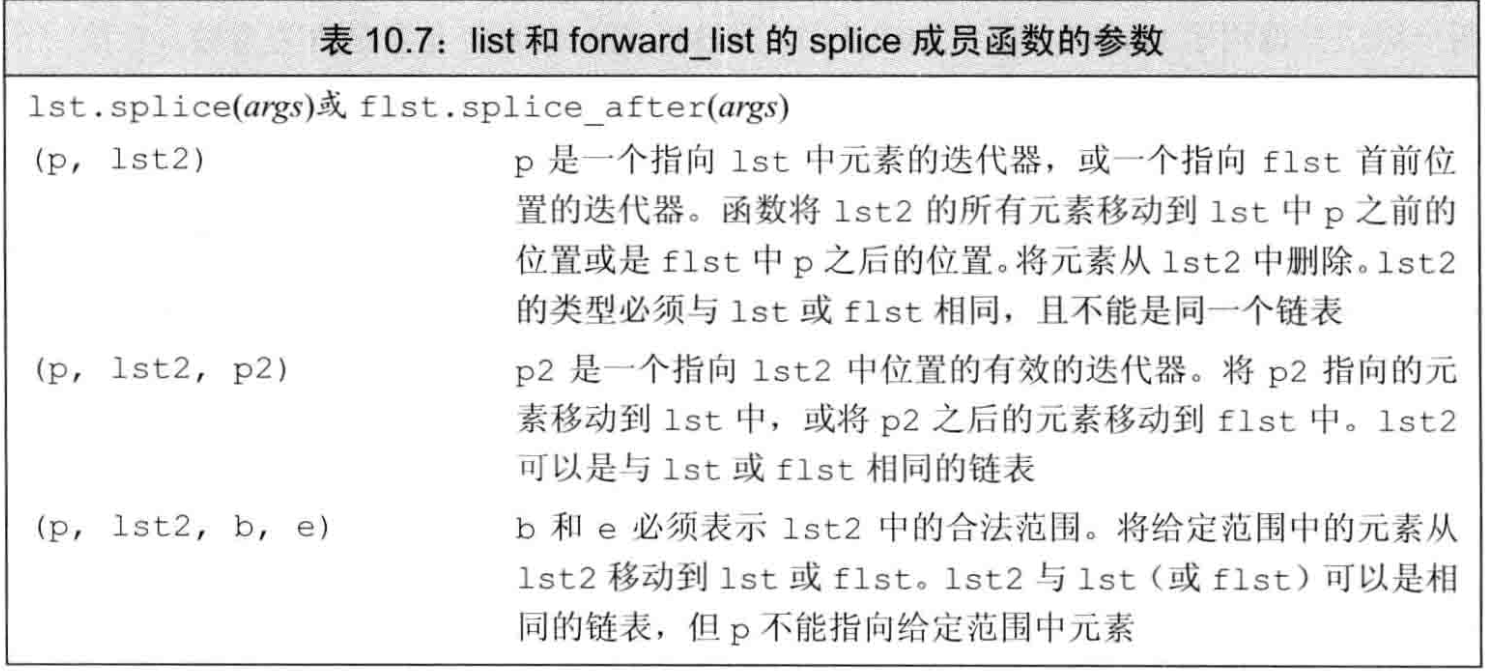 表 10.7：list 和 forward_list 的 splice 成员函数的参数
lst.splice(args)或 flst.splice_after(args)
(p, lst2) p 是一个指向 lst 中元素的迭代器，或一个指向 flst 首前位
置的迭代器。函数将 lst2 的所有元素移动到 lst 中 p 之前的
位置或是 flst 中 p 之后的位置。将元素从 lst2 中删除。lst2
的类型必须与 lst 或 flst 相同，且不能是同一个链表
(p, lst2, p2) p2 是一个指向 lst2 中位置的有效的迭代器。将 p2 指向的元
素移动到 lst 中，或将 p2 之后的元素移动到 flst 中。lst2
可以是与 lst 或 flst 相同的链表
(p, lst2, b, e) b 和 e 必须表示 lst2 中的合法范围。将给定范围中的元素从
lst2 移动到 lst 或 flst。lst2 与 lst（或 flst）可以是相
同的链表，但 p 不能指向给定范围中元素